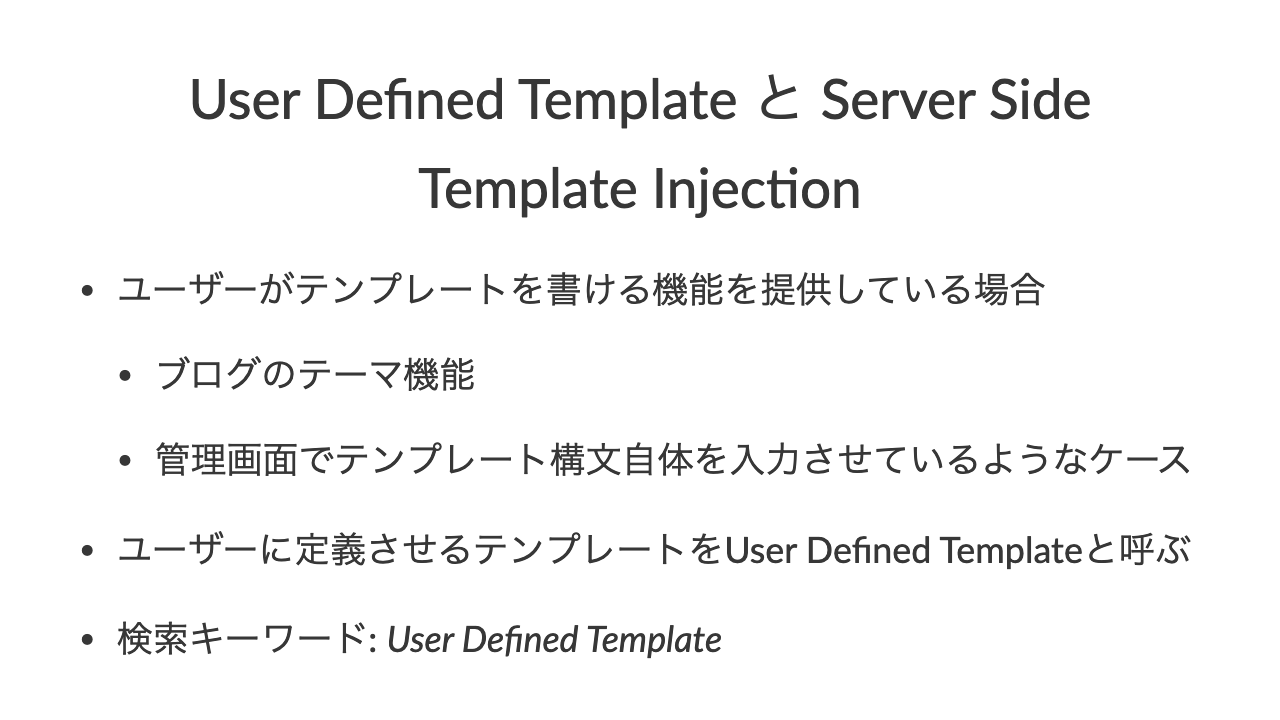 User Defined Template と Server Side
Template Injection
• ユーザーがテンプレートを書ける機能を提供している場合
• ブログのテーマ機能
• 管理画面でテンプレート構文自体を入力させているようなケース
• ユーザーに定義させるテンプレートをUser Defined Templateと呼ぶ
• 検索キーワード: User Defined Template